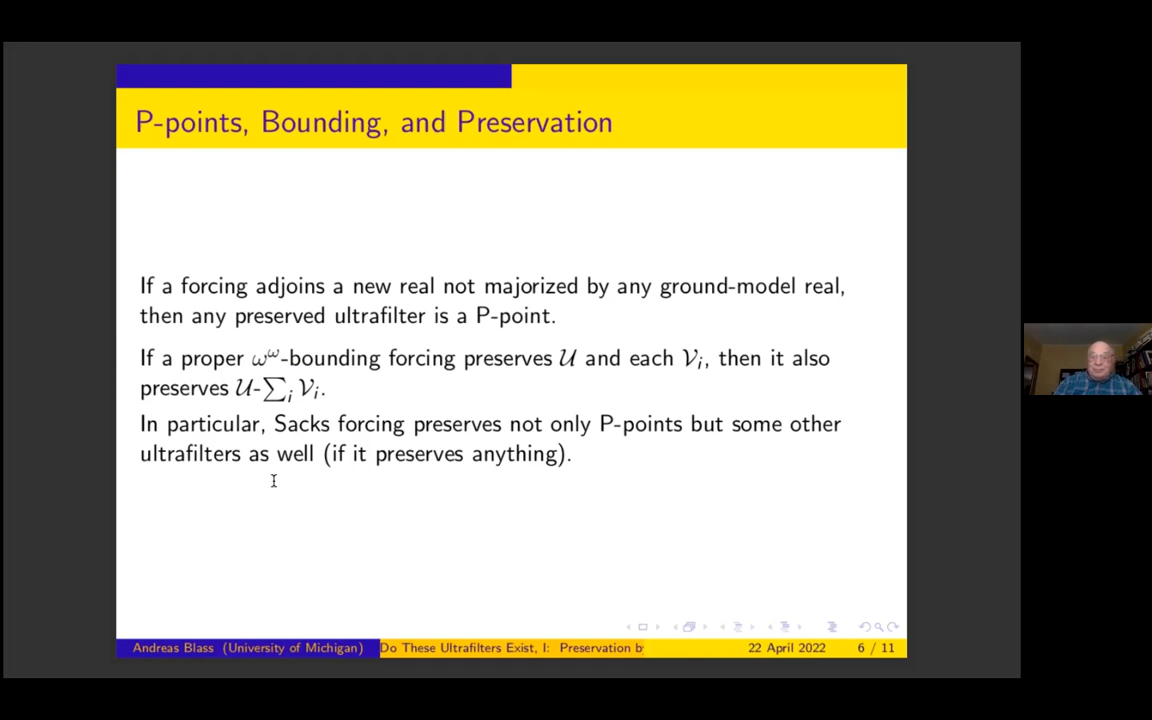 P-points, Bounding, and Preservation
If a forcing adjoins a new real not majorized by any ground-model real,
then any preserved ultrafilter is a P-point.
If a proper ω^ω-bounding forcing preserves 𝒰 and each 𝒱ᵢ, then it also
preserves 𝒰-∑ᵢ 𝒱ᵢ.
In particular, Sacks forcing preserves not only P-points but some other
ultrafilters as well (if it preserves anything).
Andreas Blass (University of Michigan) Do These Ultrafilters Exist, I: Preservation b 22 April 2022 6 / 11